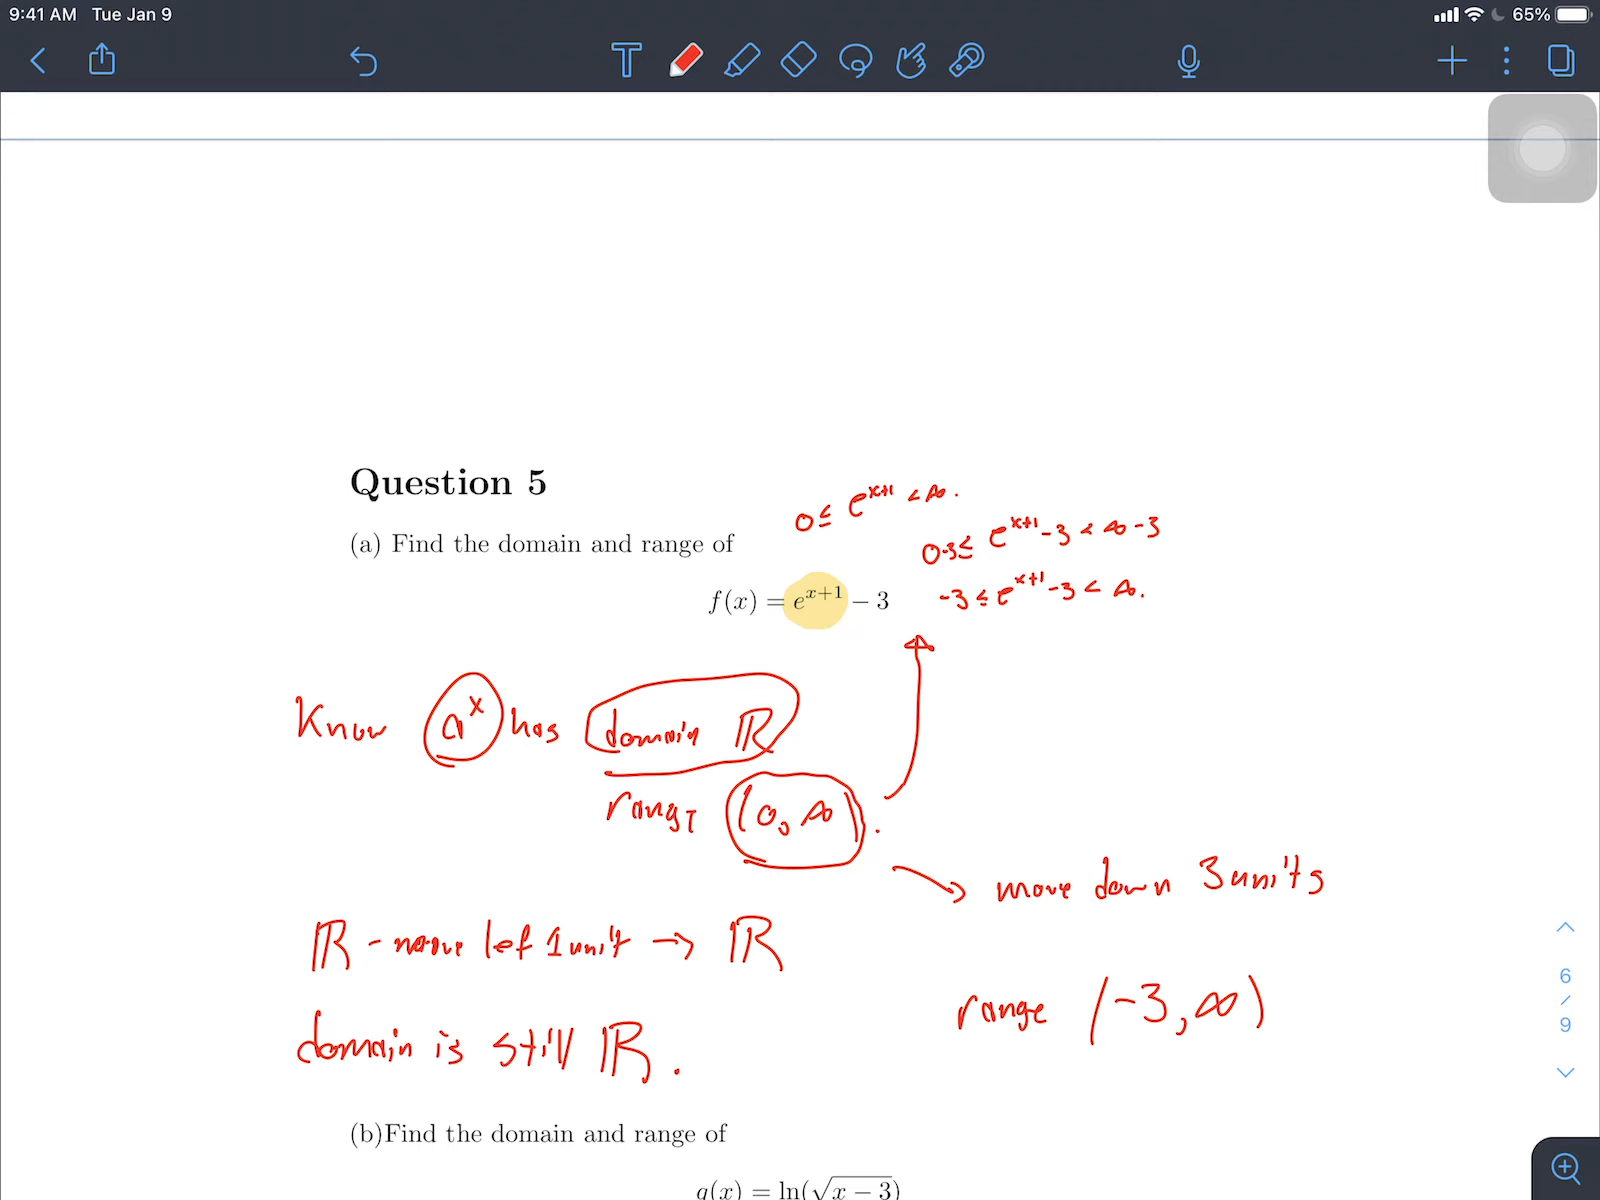 9:41 AM Tue Jan 9
65%
Question 5
0 ≤ e^{x+1} < ∞.
(a) Find the domain and range of
0-3 ≤ e^{x+1} -3 < ∞ -3
f(x) = e^{x+1} − 3
-3 ≤ e^{x+1} -3 < ∞.
Know a^x has domain ℝ
range (0, ∞).
→ move down 3 units
ℝ - move lef 1 unit → ℝ
range (-3, ∞)
domain is still ℝ.
6
/
9
(b)Find the domain and range of
g(x) = ln(√(x − 3))